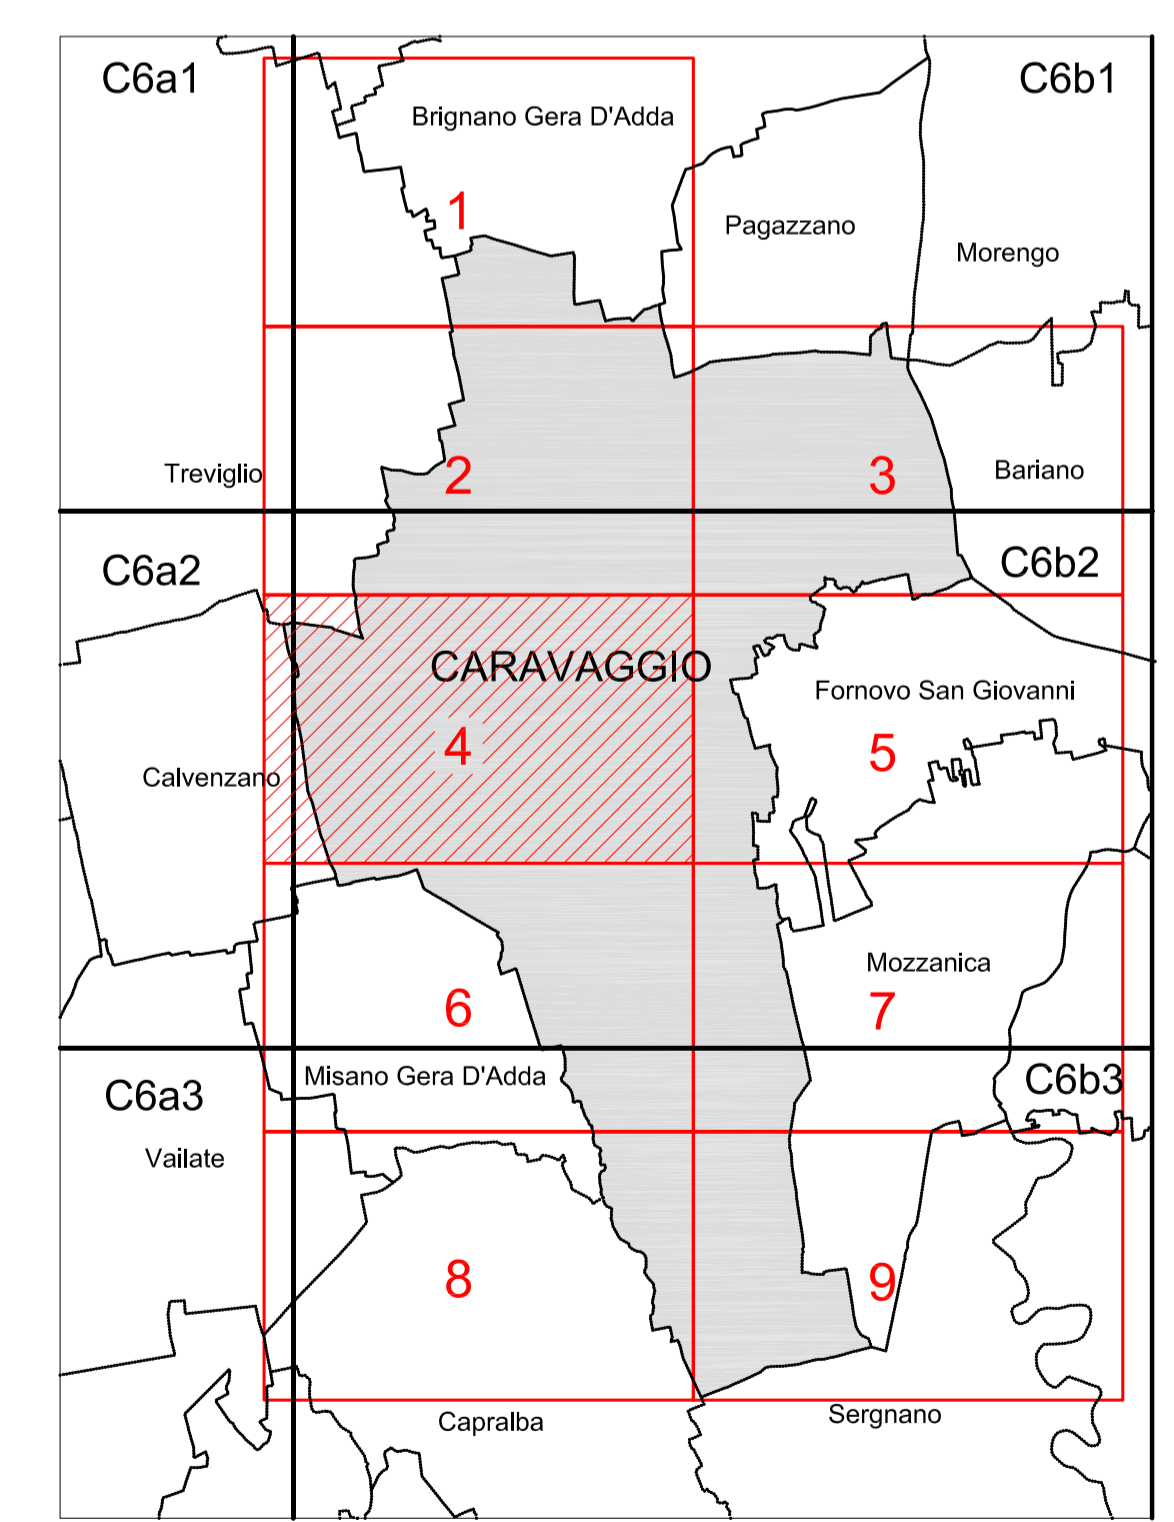 C6a1
C6b1
Brignano Gera D'Adda
1
Pagazzano
Morengo
Treviglio
2
3
Bariano
C6a2
C6b2
CARAVAGGIO
Fornovo San Giovanni
4
5
Calvenzano
Mozzanica
6
7
Misano Gera D'Adda
C6b3
C6a3
Vailate
8
9
Capralba
Sergnano